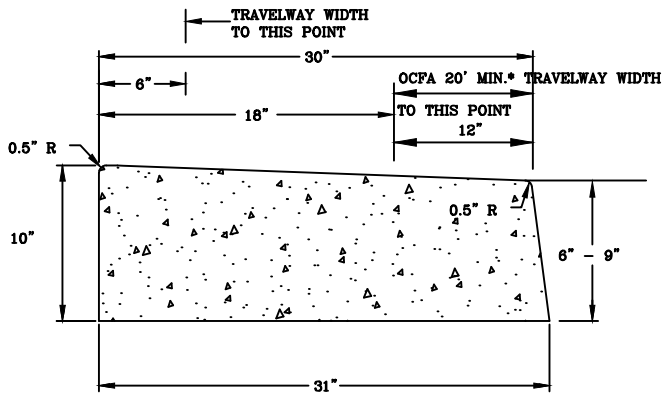 TRAVELWAY WIDTH
TO THIS POINT
30"
6"
OCFA 20' MIN.* TRAVELWAY WIDTH
18"
TO THIS POINT
12"
0.5" R
0.5" R
10"
6" - 9"
31"